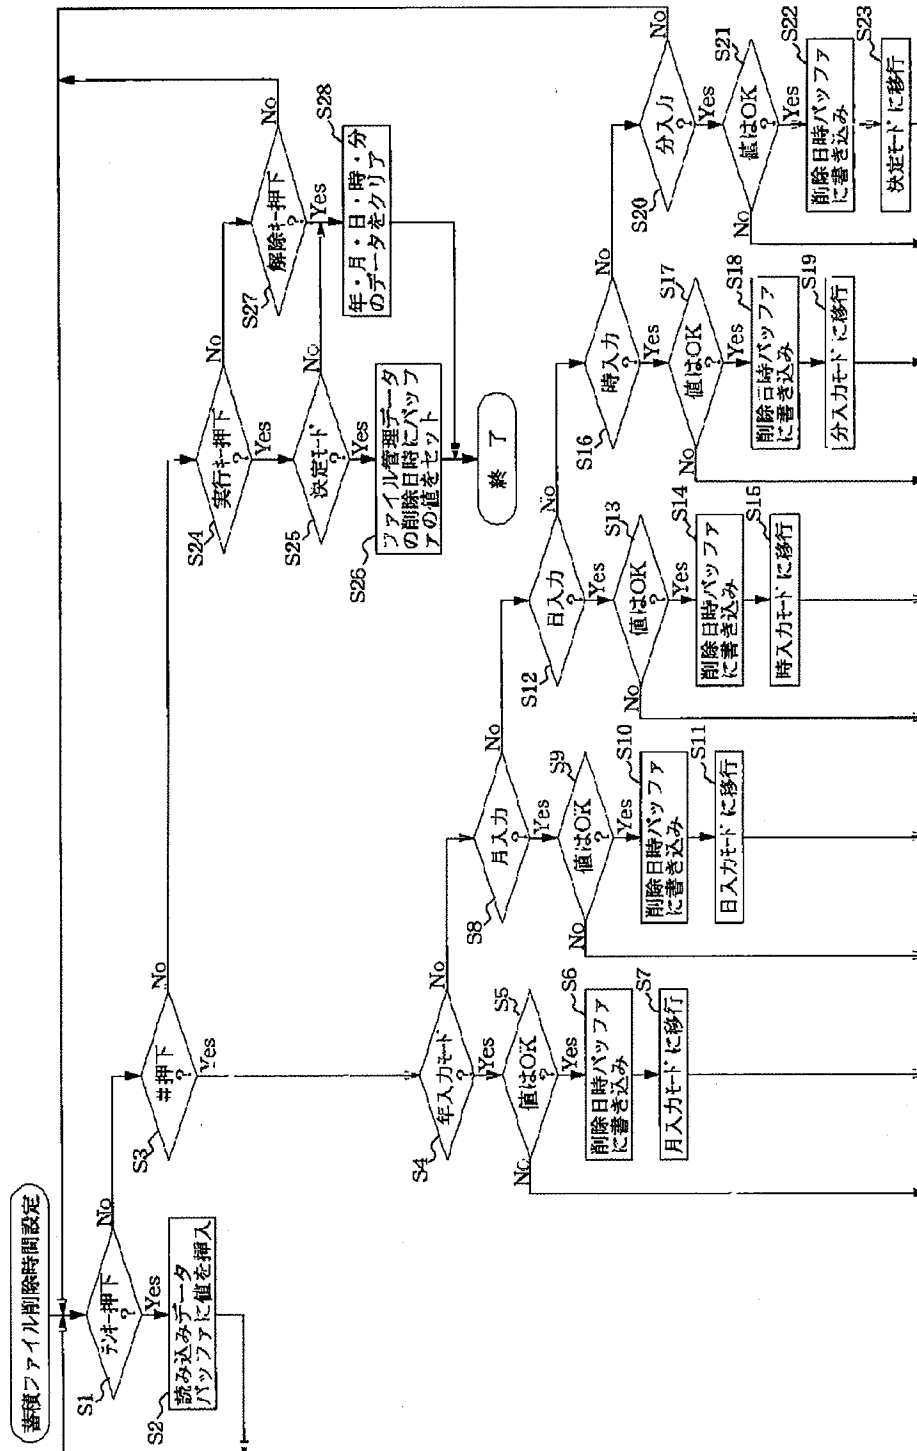 蓄積ファイル削除時間設定
S1
テンキー押下
?
No
Yes
S2
読み込みデータ
バッファに値を挿入
S3
#押下
?
No
Yes
S4
年入力モード
?
No
Yes
S5
値はOK
?
No
Yes
S6
削除日時バッファ
に書き込み
S7
月入力モードに移行
S8
月入力
?
No
Yes
S9
値はOK
?
No
Yes
S10
削除日時バッファ
に書き込み
S11
日入力モードに移行
S12
日入力
?
No
Yes
S13
値はOK
?
No
Yes
S14
削除日時バッファ
に書き込み
S15
時入力モードに移行
S16
時入力
?
No
Yes
S17
値はOK
?
No
Yes
S18
削除日時バッファ
に書き込み
S19
分入力モードに移行
S20
分入力
?
No
Yes
S21
値はOK
?
No
Yes
S22
削除日時バッファ
に書き込み
S23
決定モードに移行
S24
実行キー押下
?
No
Yes
S25
決定モード
?
No
Yes
S26
ファイル管理データ
の削除日時にバッフ
ァの値をセット
S27
解除キー押下
?
No
Yes
S28
年・月・日・時・分
のデータをクリア
終 了